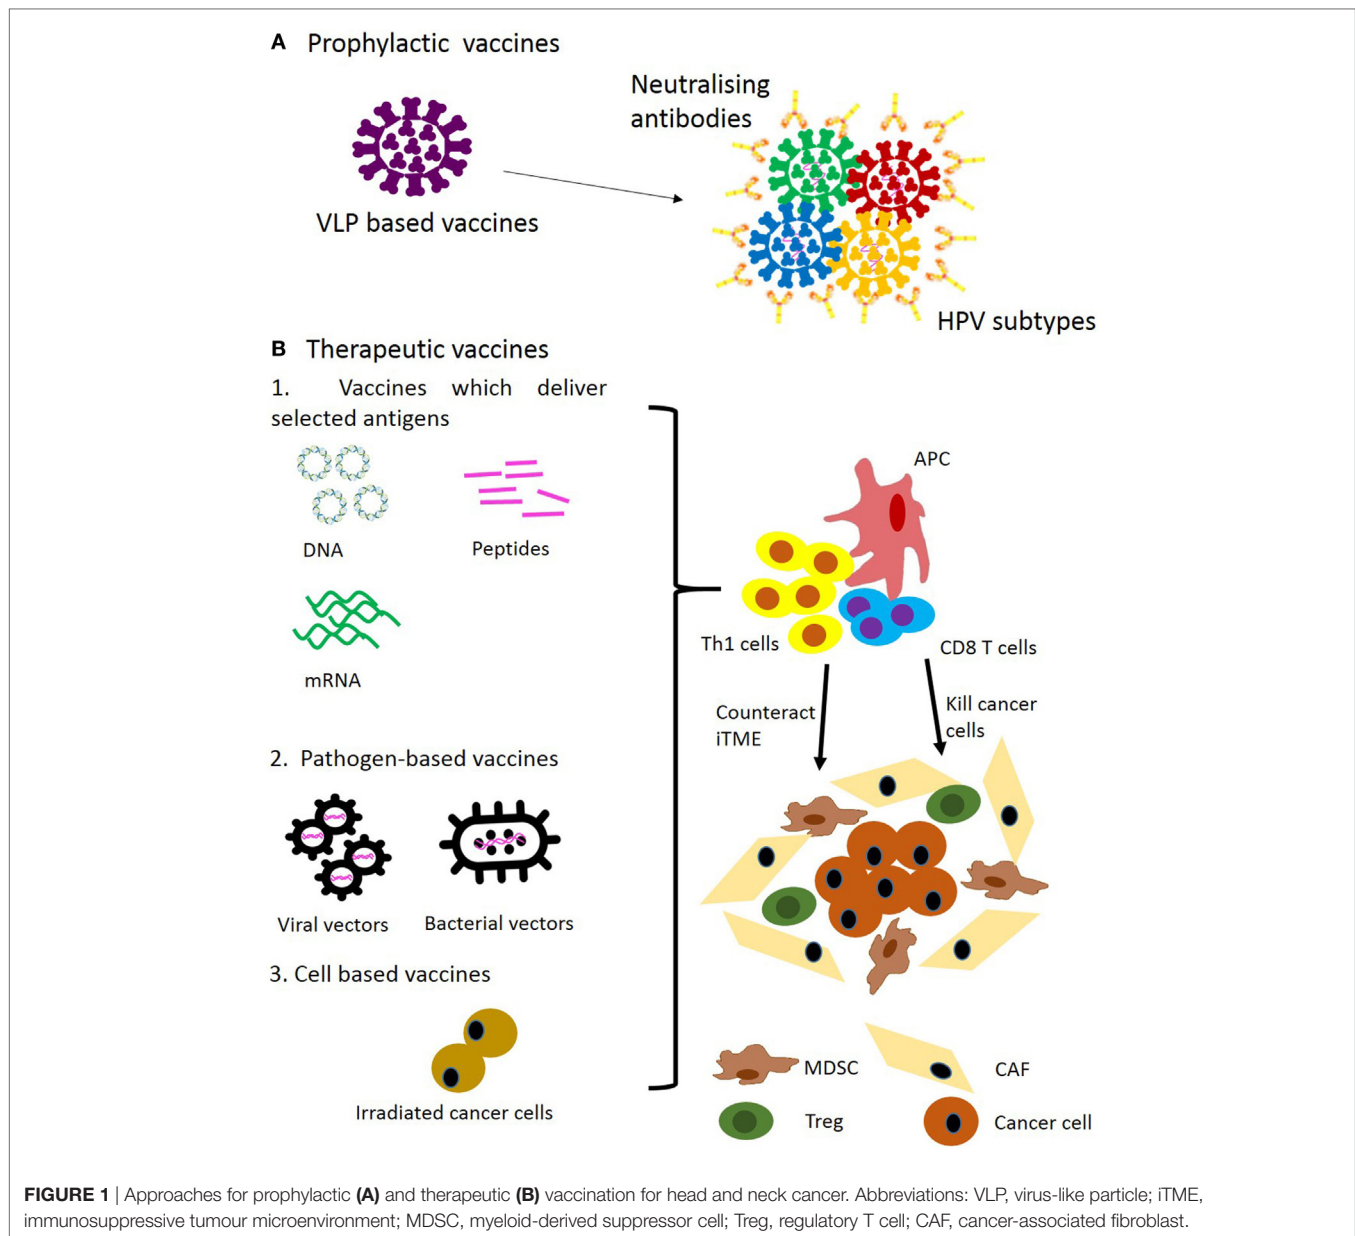 A Prophylactic vaccines
Neutralising
antibodies
VLP based vaccines
HPV subtypes
B Therapeutic vaccines
1. Vaccines which deliver
selected antigens
DNA
Peptides
mRNA
2. Pathogen-based vaccines
Viral vectors
Bacterial vectors
3. Cell based vaccines
Irradiated cancer cells
APC
Th1 cells
CD8 T cells
Counteract
iTME
Kill cancer
cells
MDSC
CAF
Treg
Cancer cell
FIGURE 1 | Approaches for prophylactic (A) and therapeutic (B) vaccination for head and neck cancer. Abbreviations: VLP, virus-like particle; iTME,
immunosuppressive tumour microenvironment; MDSC, myeloid-derived suppressor cell; Treg, regulatory T cell; CAF, cancer-associated fibroblast.